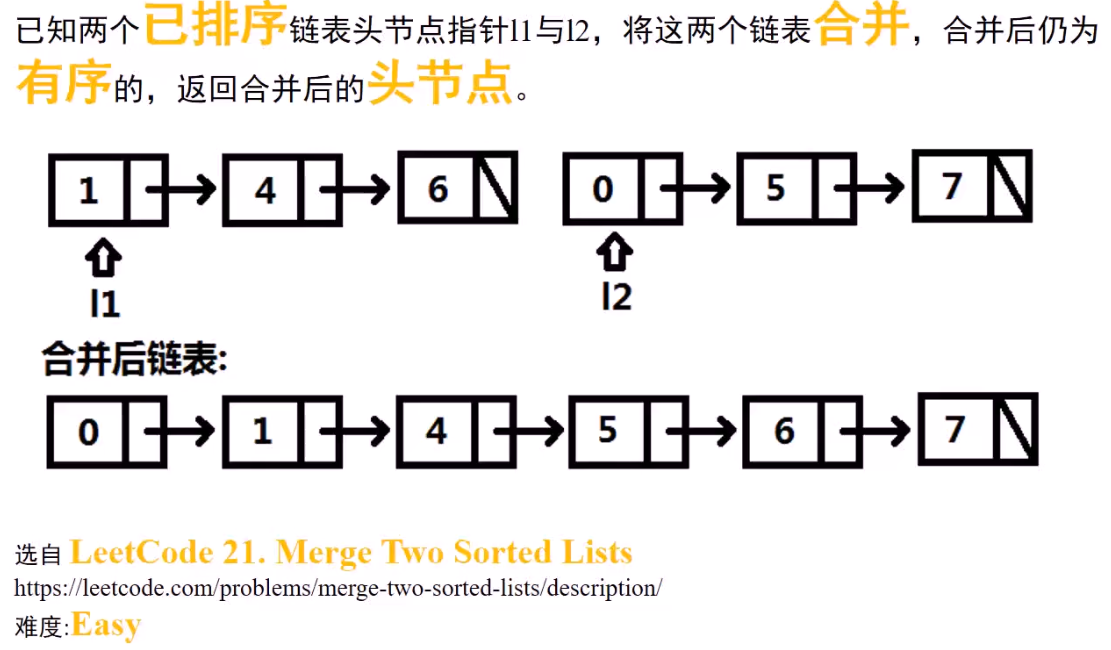 已知两个已排序链表头节点指针l1与l2，将这两个链表合并，合并后仍为
有序的，返回合并后的头节点。
1 4 6 0 5 7
l1 l2
合并后链表:
0 1 4 5 6 7
选自 LeetCode 21. Merge Two Sorted Lists
https://leetcode.com/problems/merge-two-sorted-lists/description/
难度:Easy